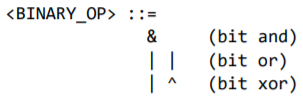 <BINARY_OP> ::=
& (bit and)
| | (bit or)
| ^ (bit xor)